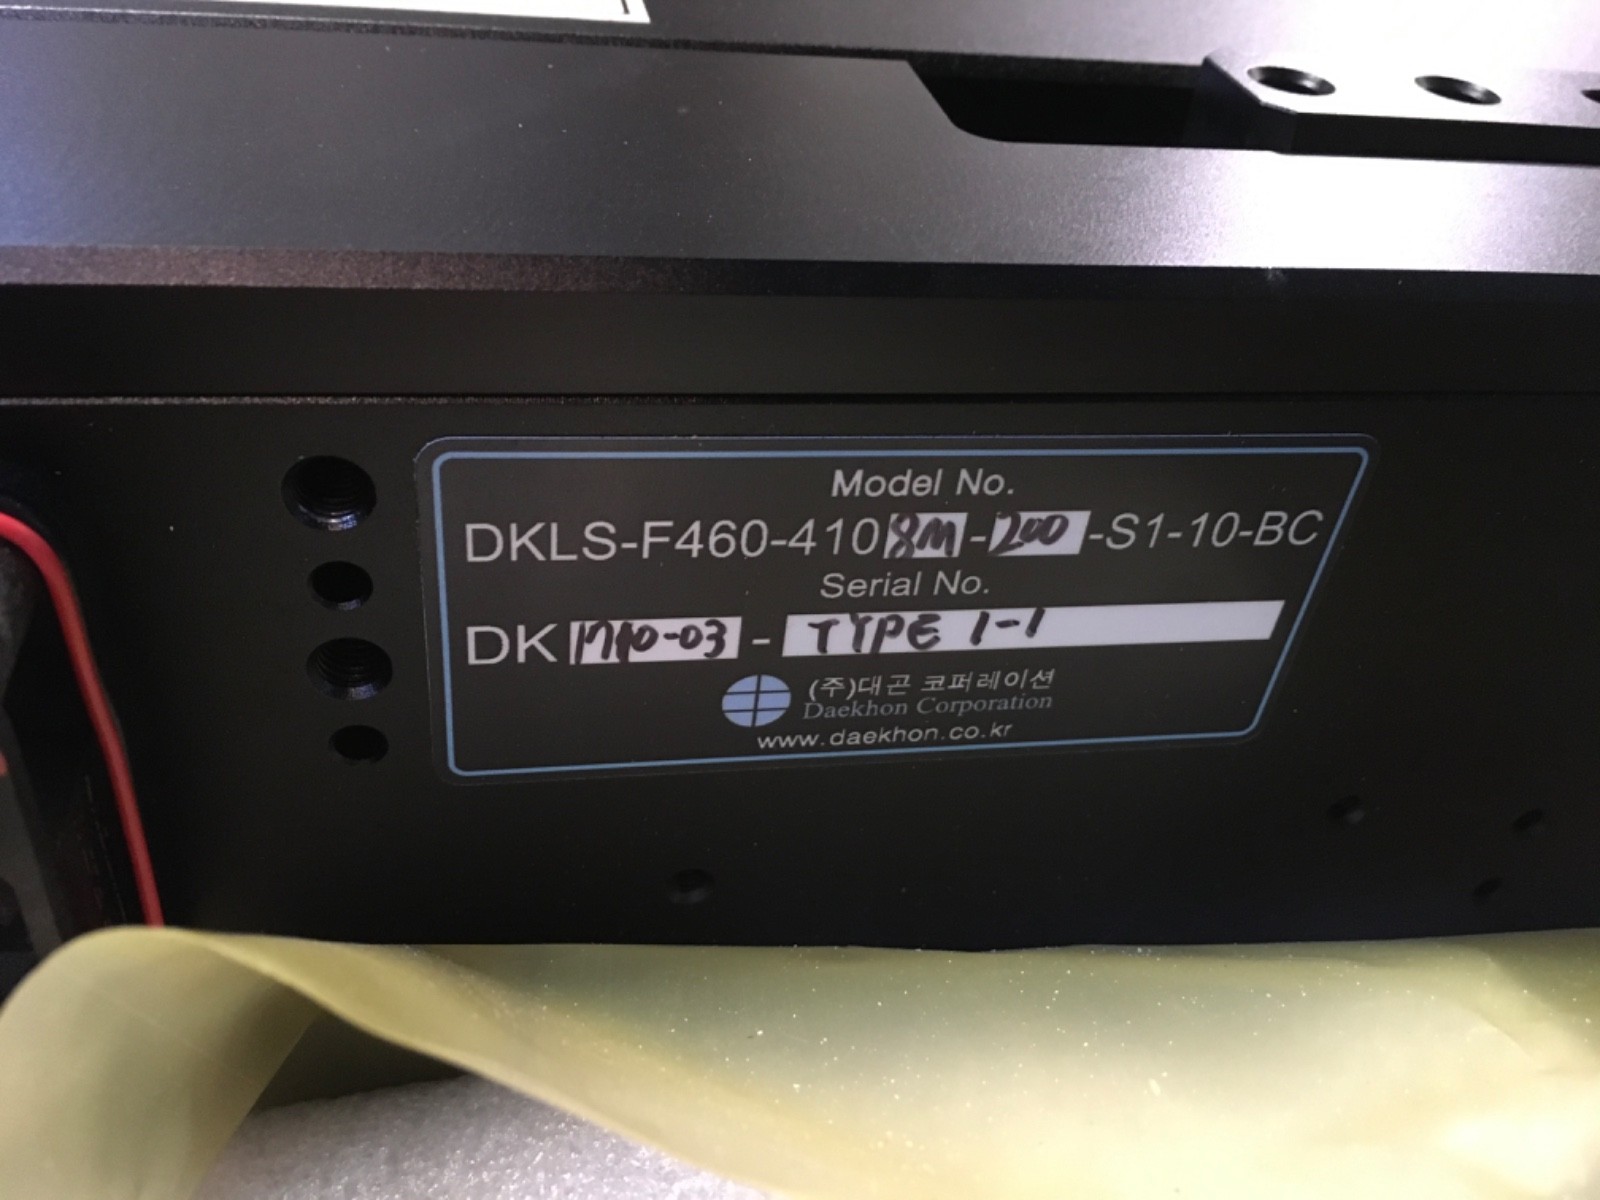 Model No.
DKLS-F460-410 8M-200-S1-10-BC
Serial No.
DK 1710-03 - TYPE 1-1
(주)대곤 코퍼레이션
Daekhon Corporation
www.daekhon.co.kr